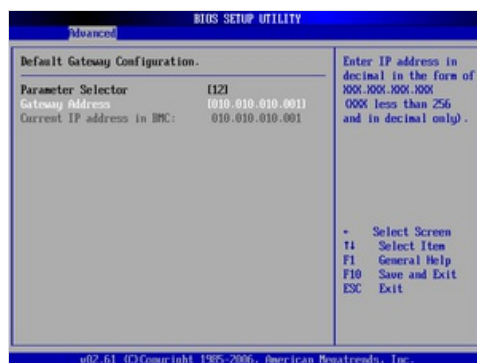 BIOS SETUP UTILITY
Advanced
Default Gateway Configuration.
Parameter Selector [12]
Gateway Address [010.010.010.001]
Current IP address in BMC: 010.010.010.001
Enter IP address in
decimal in the form of
XXX.XXX.XXX.XXX
(XXX less than 256
and in decimal only).
Select Screen
↑↓ Select Item
F1 General Help
F10 Save and Exit
ESC Exit
v02.61 (C)Copyright 1985-2006, American Megatrends, Inc.